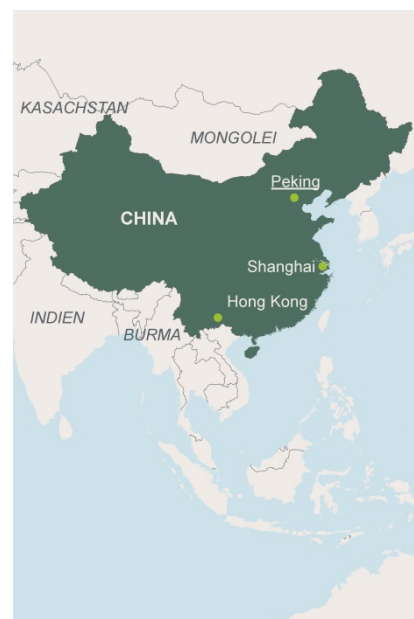 KASACHSTAN
MONGOLEI
Peking
CHINA
Shanghai
Hong Kong
INDIEN
BURMA